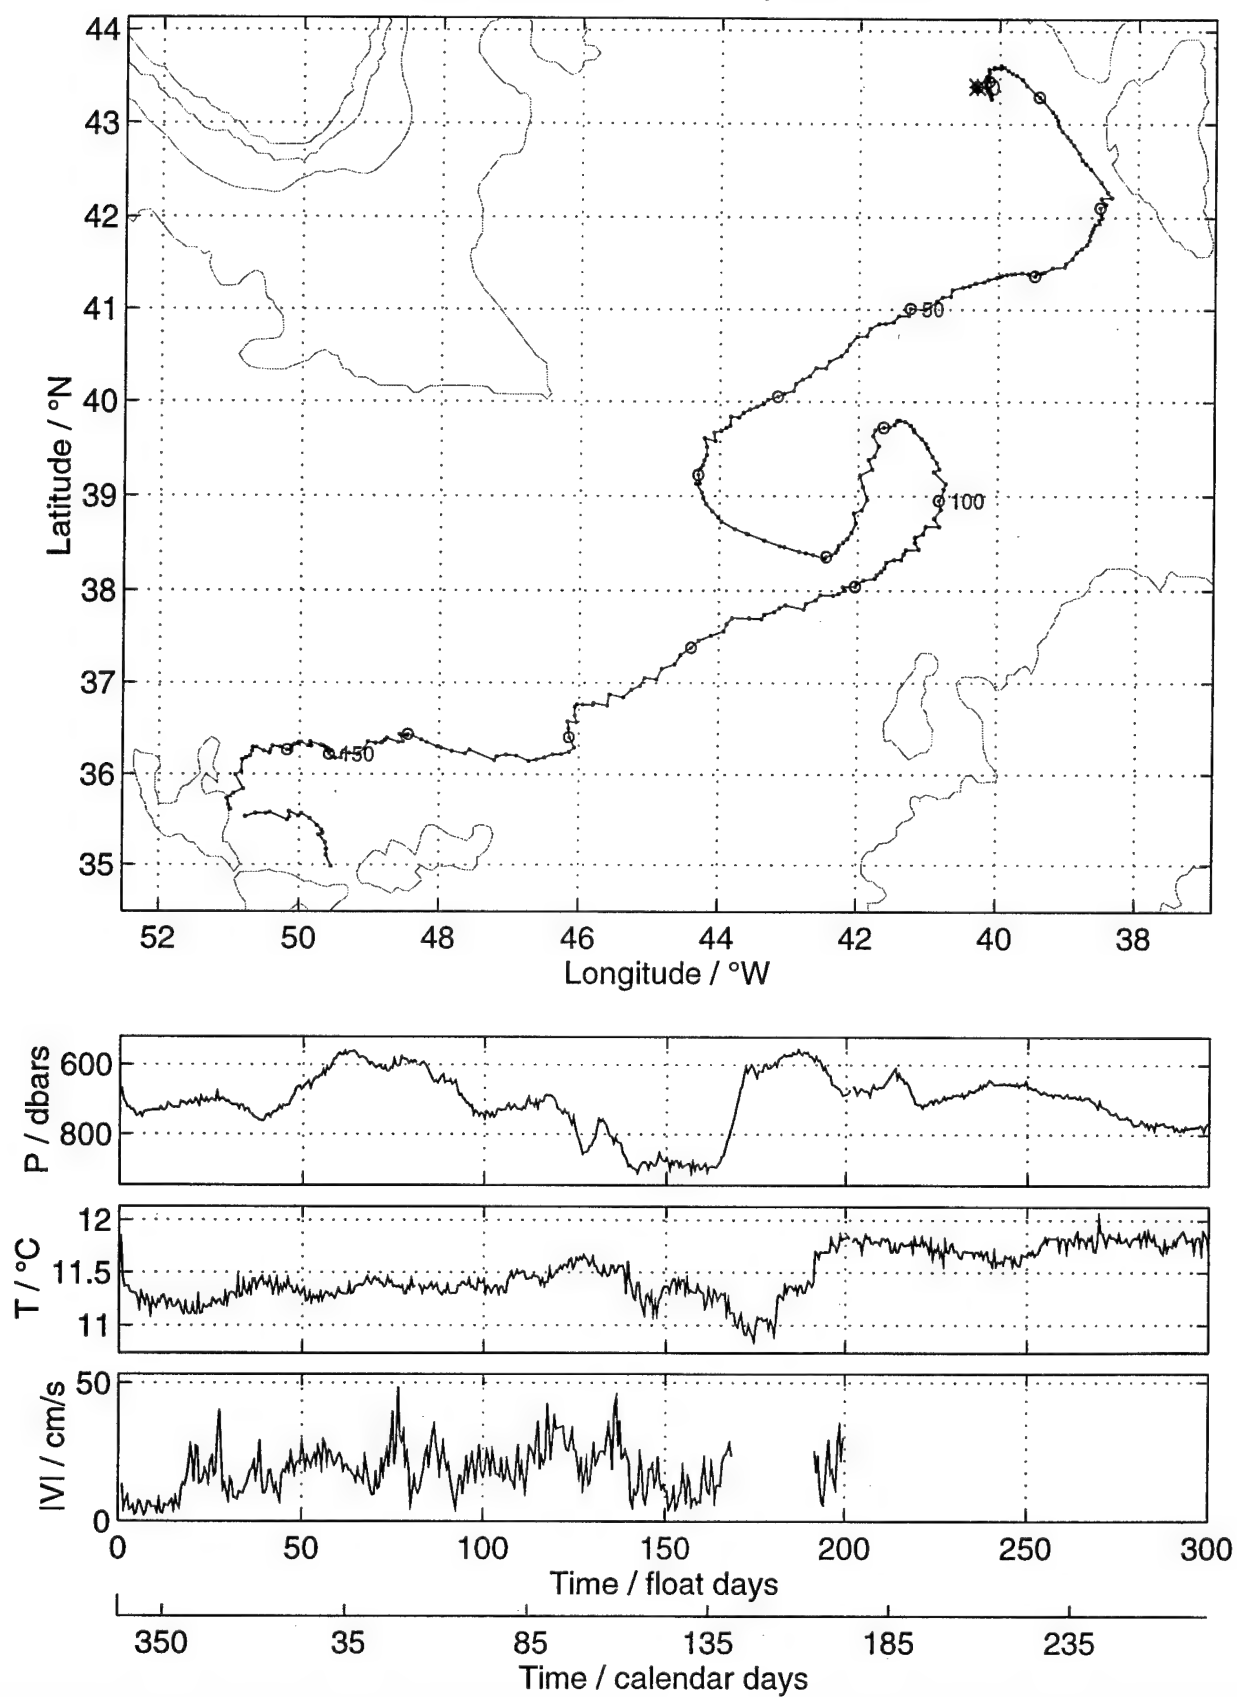 44
43
42
41
40
39
38
37
36
35
Latitude / °N
50
100
150
52 50 48 46 44 42 40 38
Longitude / °W
600
800
P / dbars
12
11.5
11
T / °C
50
0
|V| / cm/s
0 50 100 150 200 250 300
Time / float days
350 35 85 135 185 235
Time / calendar days